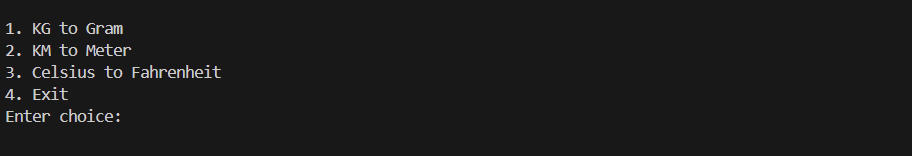 1. KG to Gram
2. KM to Meter
3. Celsius to Fahrenheit
4. Exit
Enter choice: